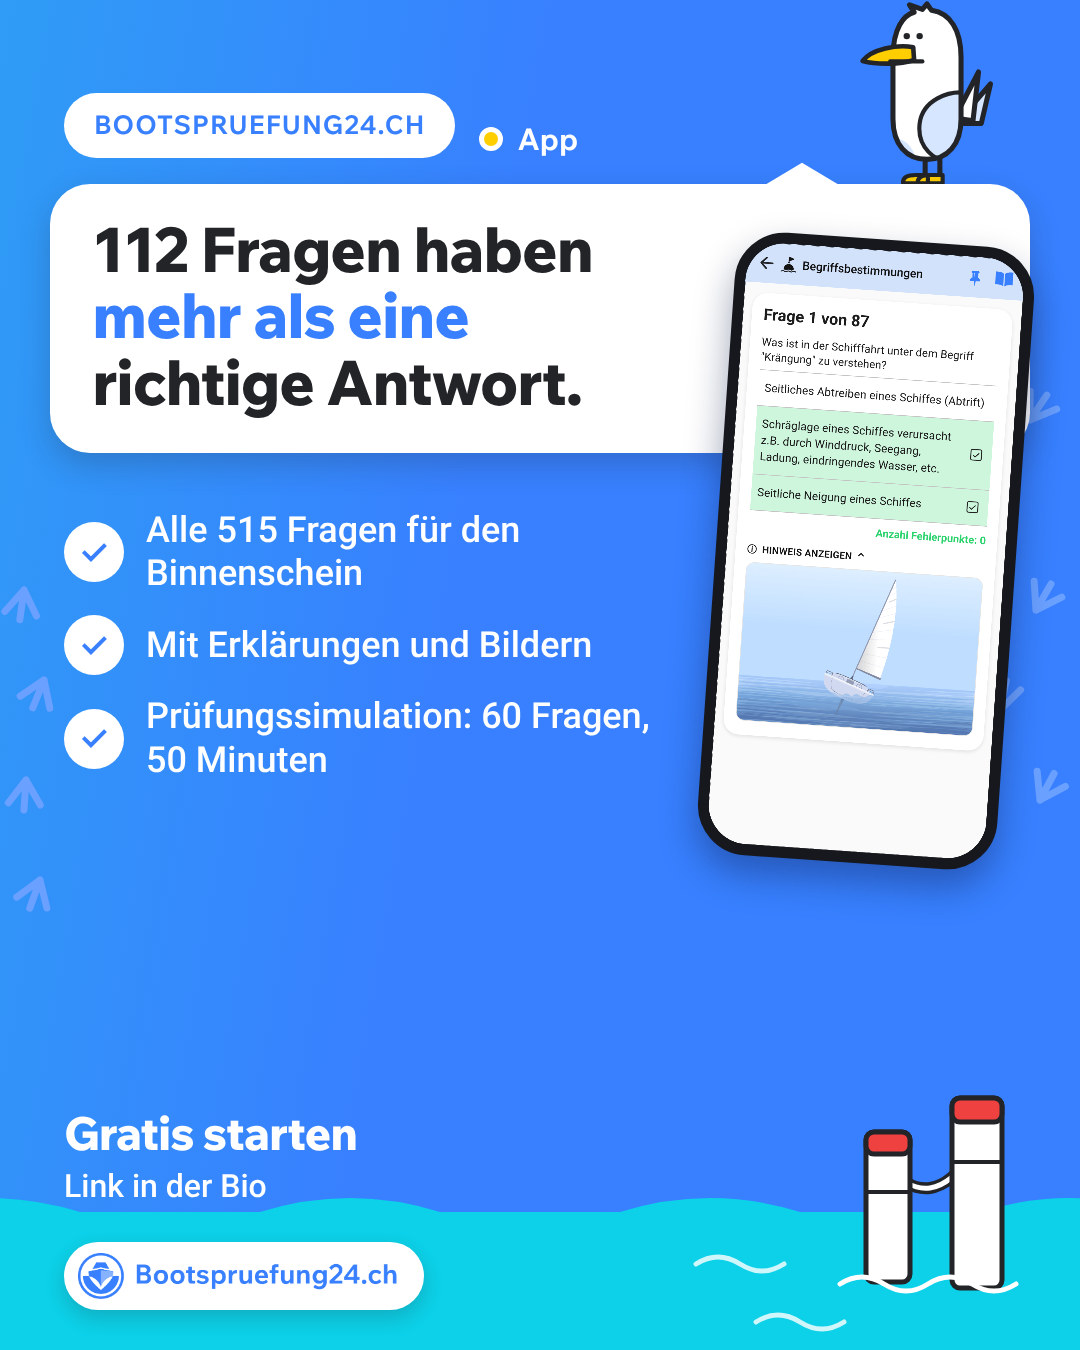 BOOTSPRUEFUNG24.CH
App
112 Fragen haben
mehr als eine
richtige Antwort.
Begriffsbestimmungen
Frage 1 von 87
Was ist in der Schifffahrt unter dem Begriff
"Krängung" zu verstehen?
Seitliches Abtreiben eines Schiffes (Abtrift)
Schräglage eines Schiffes verursacht
z.B. durch Winddruck, Seegang,
Ladung, eindringendes Wasser, etc.
Seitliche Neigung eines Schiffes
Anzahl Fehlerpunkte: 0
HINWEIS ANZEIGEN
Alle 515 Fragen für den
Binnenschein
Mit Erklärungen und Bildern
Prüfungssimulation: 60 Fragen,
50 Minuten
Gratis starten
Link in der Bio
Bootspruefung24.ch